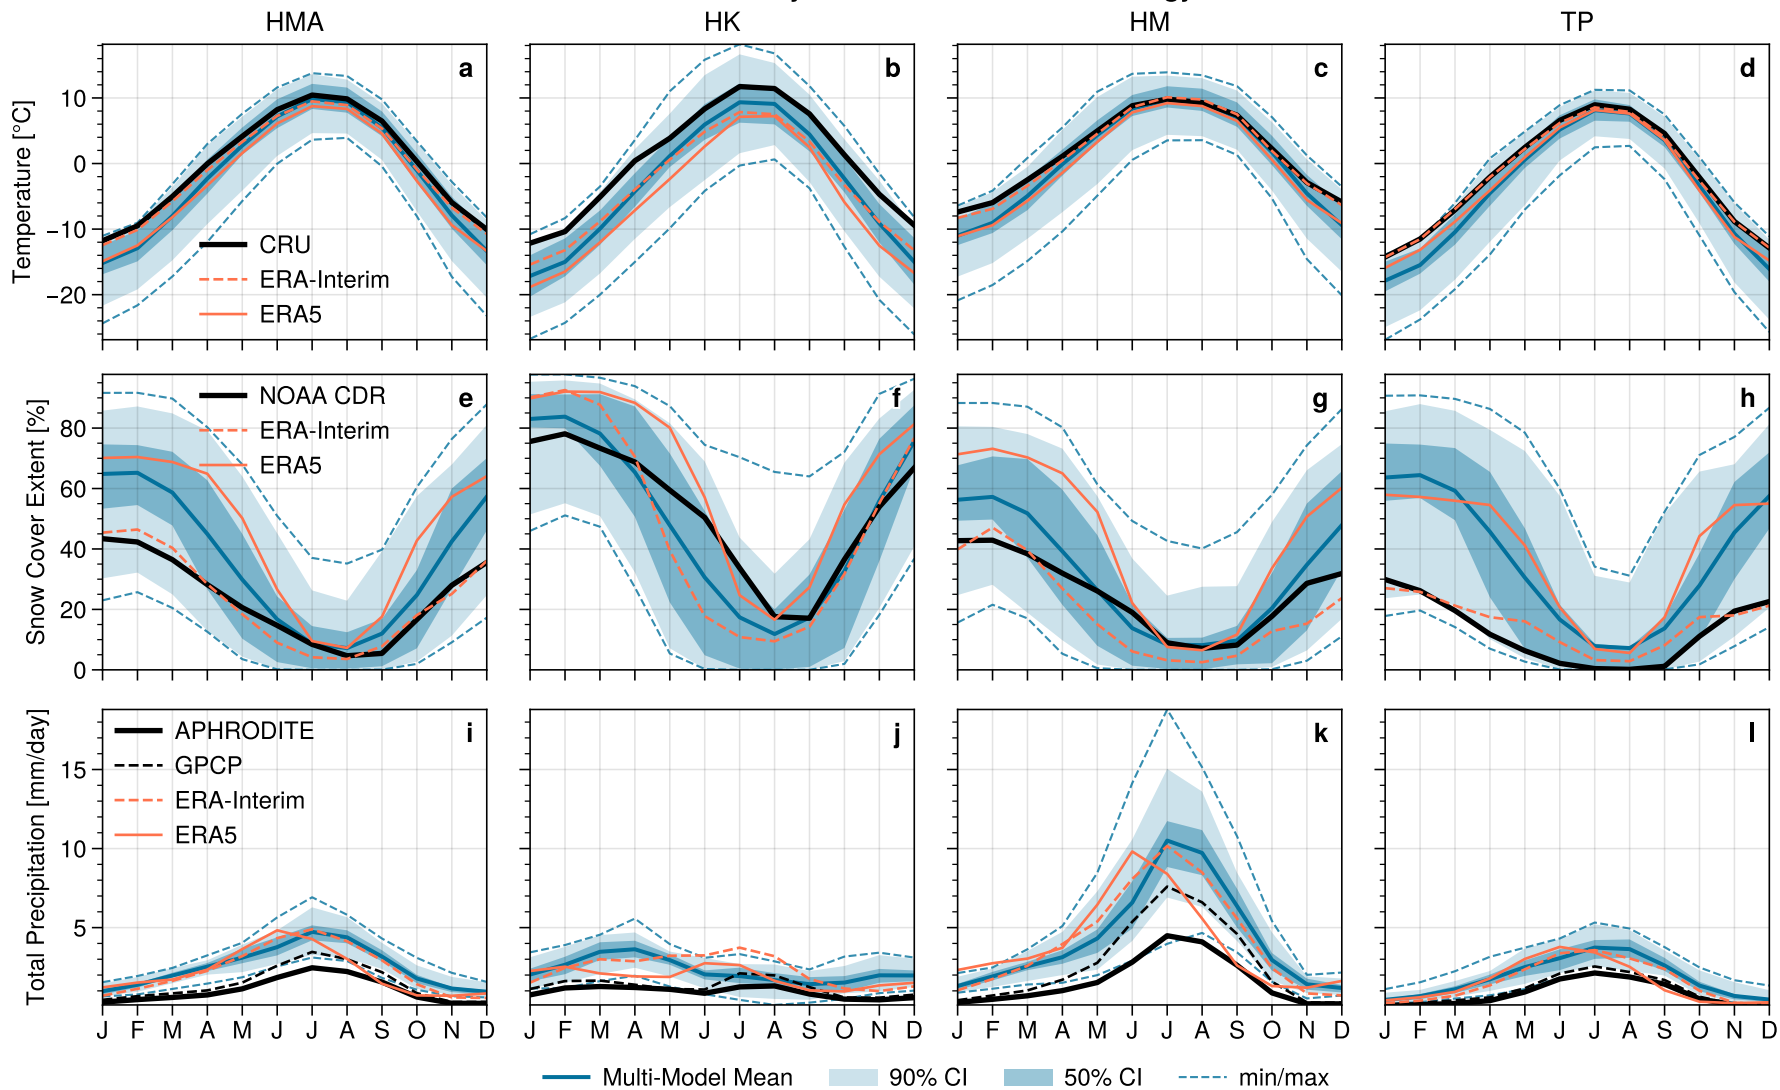 HMA HK HM TP
a b c d
Temperature [°C]
10
0
−10
−20
CRU
ERA-Interim
ERA5
e f g h
Snow Cover Extent [%]
80
60
40
20
0
NOAA CDR
ERA-Interim
ERA5
i j k l
Total Precipitation [mm/day]
15
10
5
APHRODITE
GPCP
ERA-Interim
ERA5
J F M A M J J A S O N D J F M A M J J A S O N D J F M A M J J A S O N D J F M A M J J A S O N D
Multi-Model Mean 90% CI 50% CI min/max